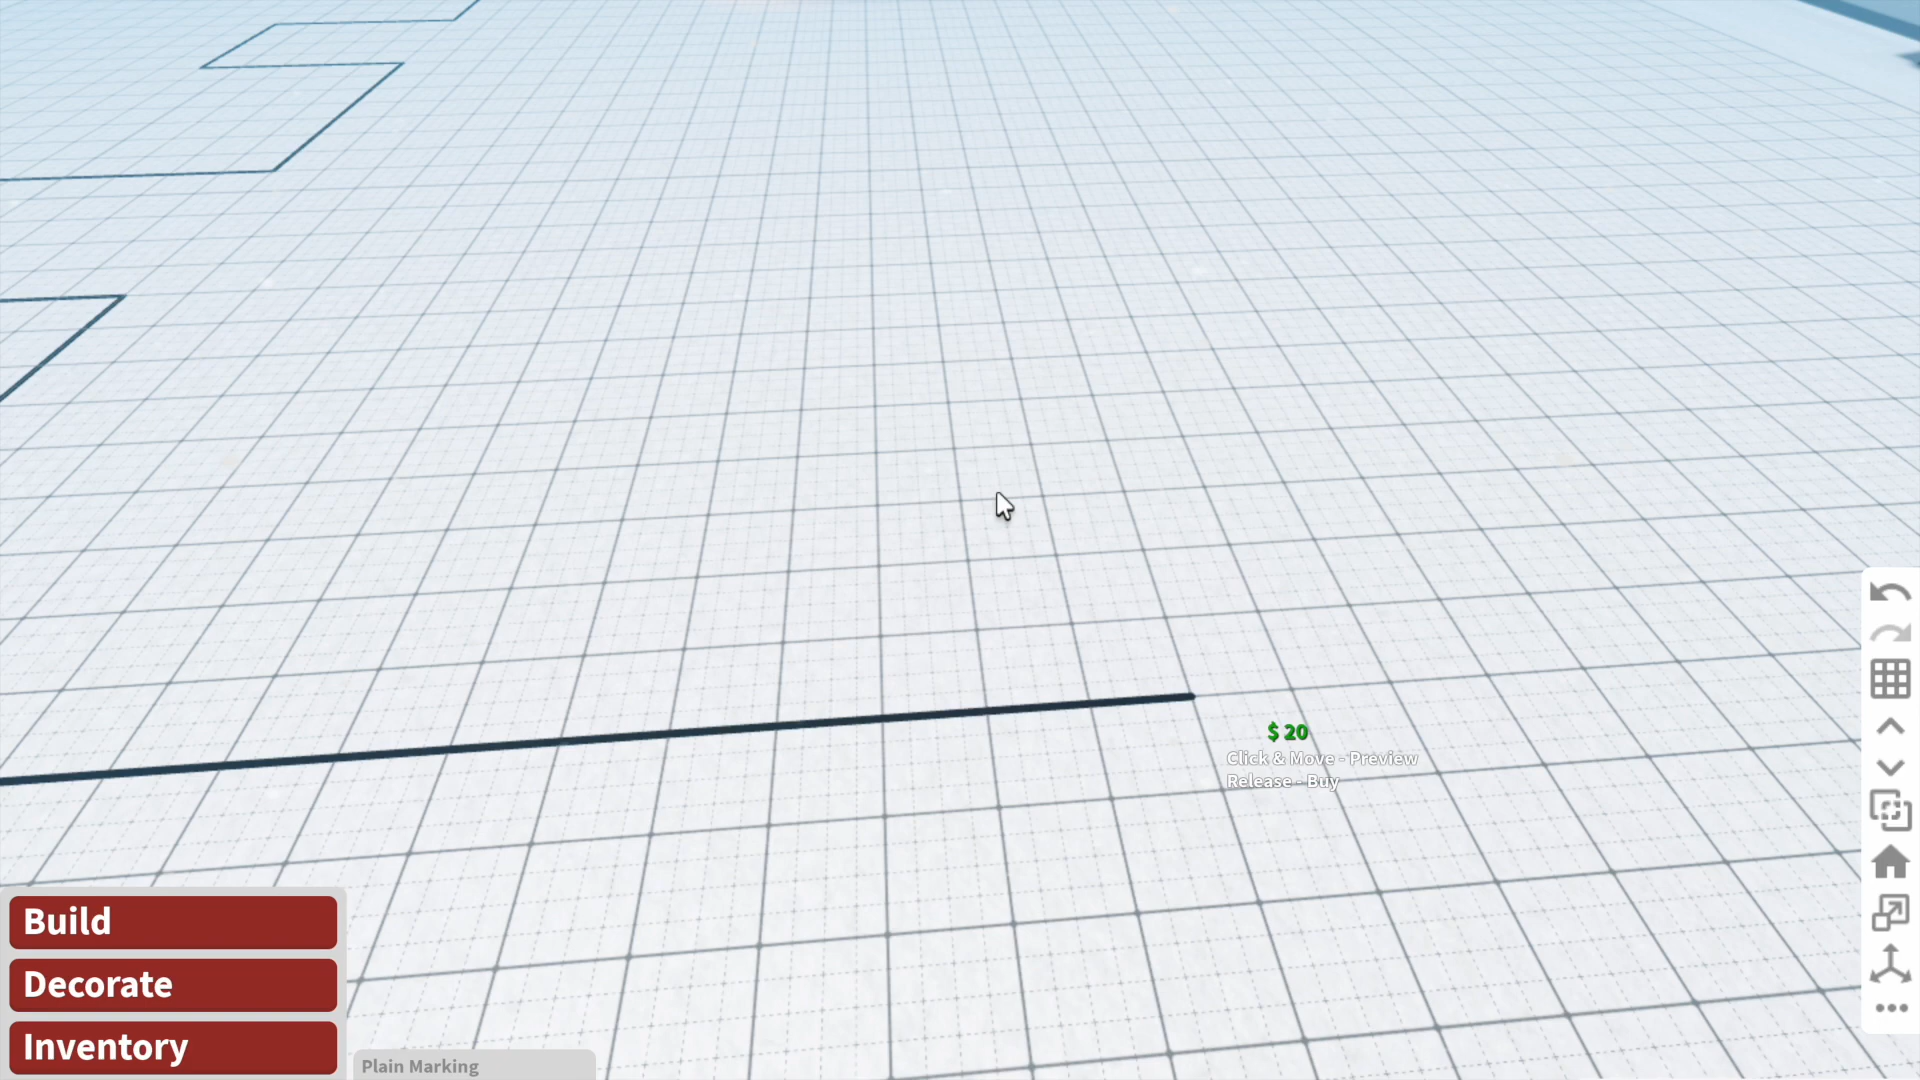 $ 20
Click & Move - Preview
Release - Buy
Build
Decorate
Inventory
Plain Marking